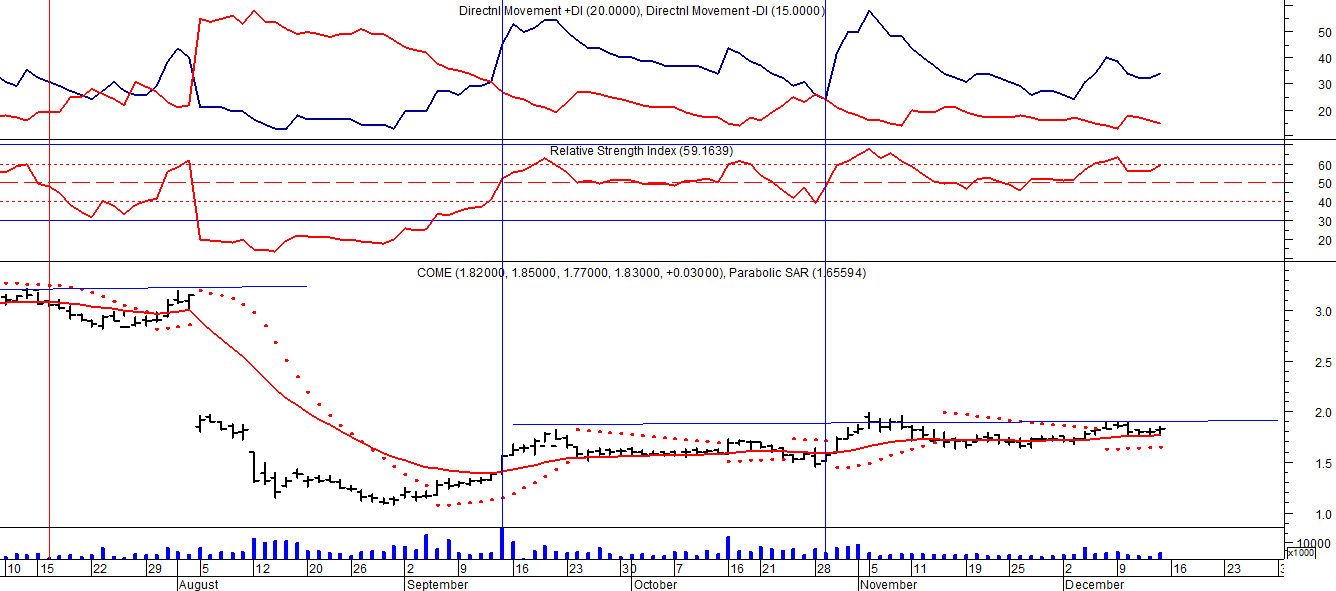 Directnl Movement +DI (20.0000), Directnl Movement -DI (15.0000)
50
40
30
20
Relative Strength Index (59.1639)
60
50
40
30
20
COME (1.82000, 1.85000, 1.77000, 1.83000, +0.03000), Parabolic SAR (1.65594)
3.0
2.5
2.0
1.5
1.0
10000
x1000
10 15 22 29 5 12 20 26 2 9 16 23 30 7 16 21 28 5 11 19 25 2 9 16 23
August September October November December